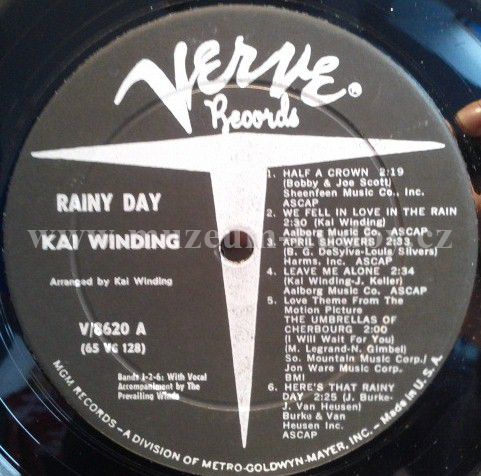 Verve®
Records
RAINY DAY
KAI WINDING
Arranged by Kai Winding
V/8620 A
(65 VK 128)
Bands 1-2-6: With Vocal
Accompaniment by The
Prevailing Winds
1. HALF A CROWN 2:19
(Bobby & Joe Scott)
Sheenfeen Music Co., Inc.
ASCAP
2. WE FELL IN LOVE IN THE RAIN
2:30 (Kai Winding)
Aalborg Music Co. ASCAP
3. APRIL SHOWERS 2:33
(B. G. DeSylva-Louis/Silvers)
Harms, Inc. ASCAP
4. LEAVE ME ALONE 2:34
(Kai Winding-J. Keller)
Aalborg Music Co./ ASCAP
5. Love Theme From The
Motion Picture
THE UMBRELLAS OF
CHERBOURG 2:00
(I Will Wait For You)
(M. Legrand-N. Gimbel)
So. Mountain Music Corp./
Jon Ware Music Corp.
BMI
6. HERE'S THAT RAINY
DAY 2:25 (J. Burke-
J. Van Heusen)
Burke & Van
Heusen Inc.
ASCAP
MGM RECORDS – A DIVISION OF METRO-GOLDWYN-MAYER, INC. – Made in U. S. A.